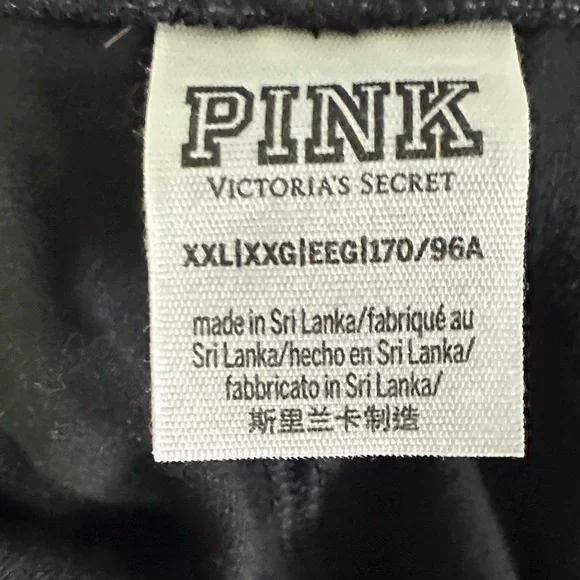 PINK
VICTORIA'S SECRET
XXL|XXG|EEG|170/96A
made in Sri Lanka/fabriqué au
Sri Lanka/hecho en Sri Lanka/
fabbricato in Sri Lanka/
斯里兰卡制造